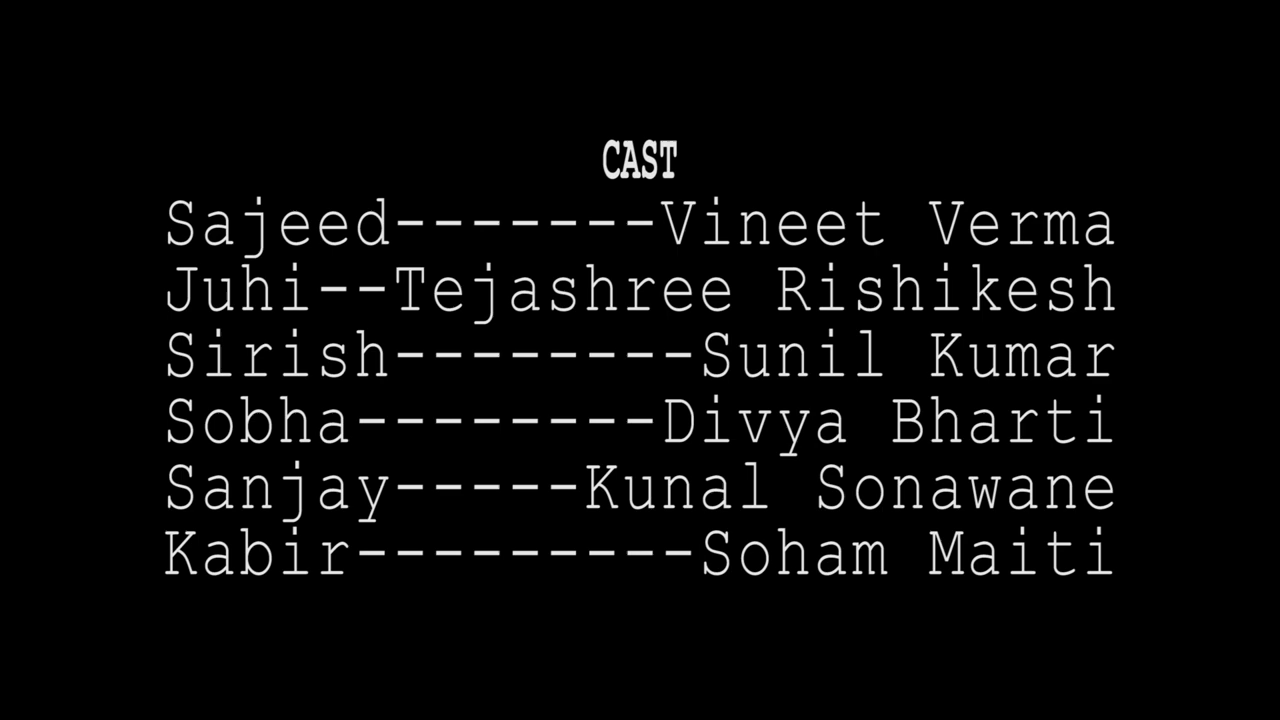 CAST
Sajeed-------Vineet Verma
Juhi--Tejashree Rishikesh
Sirish--------Sunil Kumar
Sobha--------Divya Bharti
Sanjay-----Kunal Sonawane
Kabir---------Soham Maiti